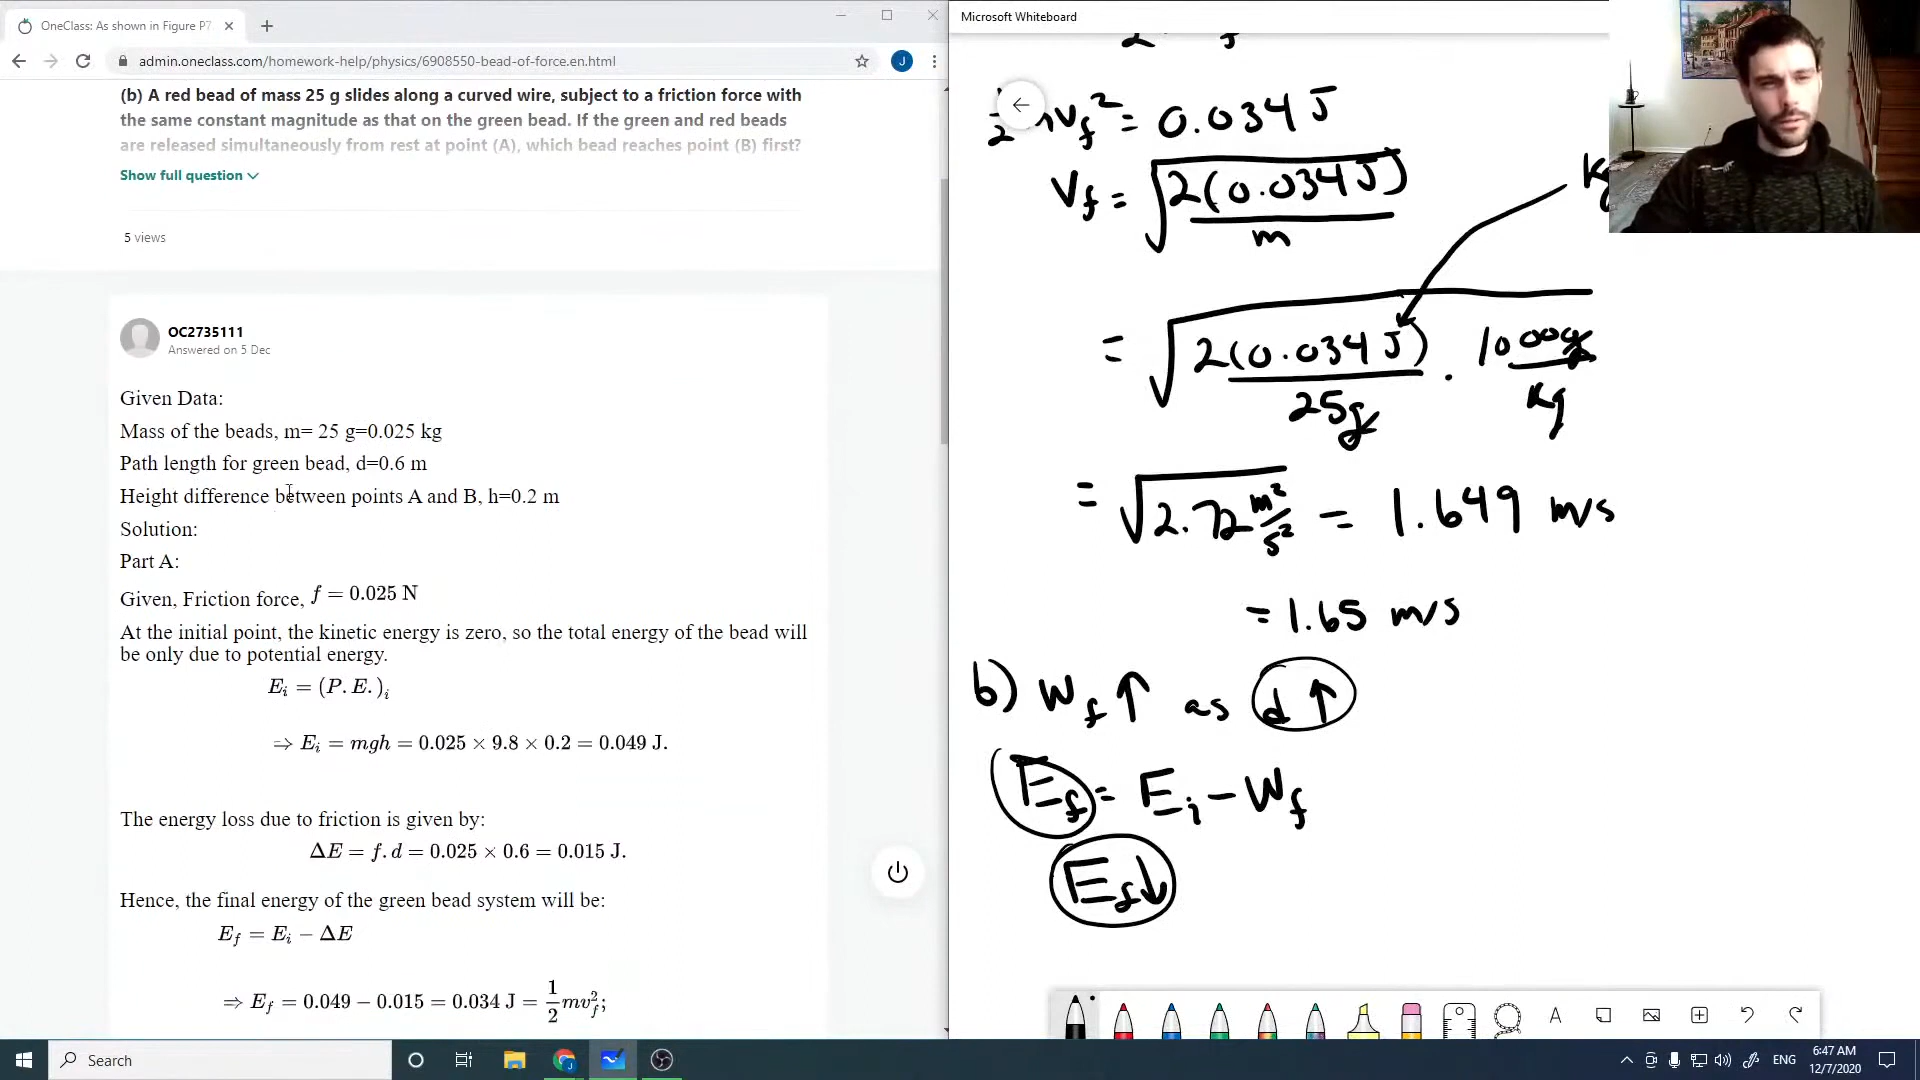 OneClass: As shown in Figure P7
admin.oneclass.com/homework-help/physics/6908550-bead-of-force.en.html
J
(b) A red bead of mass 25 g slides along a curved wire, subject to a friction force with
the same constant magnitude as that on the green bead. If the green and red beads
are released simultaneously from rest at point (A), which bead reaches point (B) first?
Show full question
5 views
OC2735111
Answered on 5 Dec
Given Data:
Mass of the beads, m= 25 g=0.025 kg
Path length for green bead, d=0.6 m
Height difference between points A and B, h=0.2 m
Solution:
Part A:
Given, Friction force, f = 0.025 N
At the initial point, the kinetic energy is zero, so the total energy of the bead will
be only due to potential energy.
E_i = (P.E.)_i
⇒ E_i = mgh = 0.025 × 9.8 × 0.2 = 0.049 J.
The energy loss due to friction is given by:
ΔE = f.d = 0.025 × 0.6 = 0.015 J.
Hence, the final energy of the green bead system will be:
E_f = E_i − ΔE
⇒ E_f = 0.049 − 0.015 = 0.034 J = 1/2 mv_f^2;
Microsoft Whiteboard
1/2 mv_f^2 = 0.034 J
v_f = √(2(0.034 J)/m)
= √(2(0.034 J)/25g · 1000g/kg)
= √(2.72 m²/s²) = 1.649 m/s
= 1.65 m/s
b) W_f ↑ as d ↑
E_f = E_i − W_f
E_f ↓
Search
ENG
6:47 AM
12/7/2020